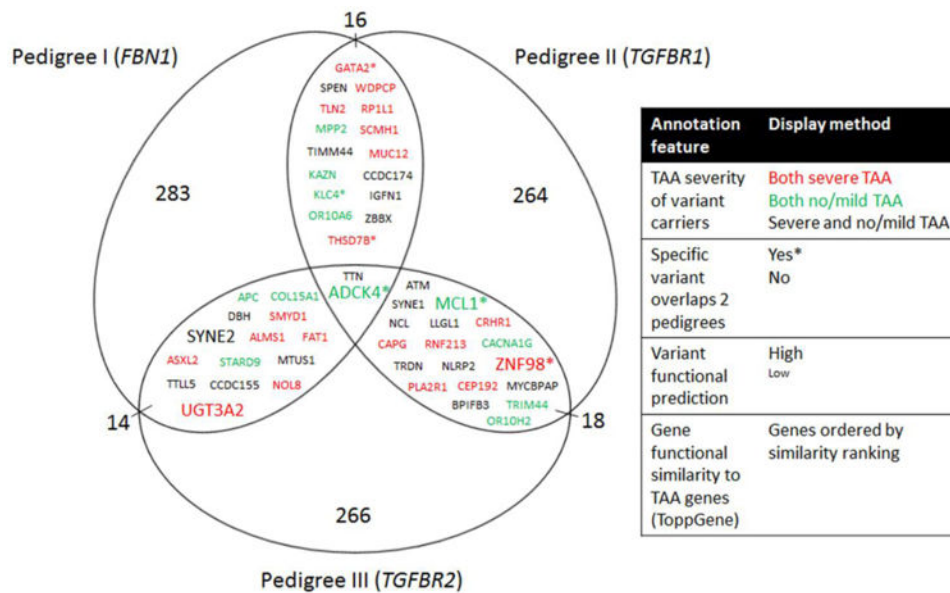 16
Pedigree I (FBN1)
Pedigree II (TGFBR1)
GATA2*
SPEN WDPCP
TLN2 RP1L1
MPP2 SCMH1
TIMM44 MUC12
KAZN CCDC174
KLC4* IGFN1
OR10A6 ZBBX
THSD7B*
283
264
TTN
ADCK4*
APC COL15A1
DBH SMYD1
SYNE2 ALMS1 FAT1
ASXL2 STARD9 MTUS1
TTLL5 CCDC155 NOL8
UGT3A2
ATM
SYNE1 MCL1*
NCL LLGL1 CRHR1
CAPG RNF213 CACNA1G
TRDN NLRP2 ZNF98*
PLA2R1 CEP192 MYCBPAP
BPIFB3 TRIM44
OR10H2
14
18
266
Pedigree III (TGFBR2)
Annotation feature Display method
TAA severity of variant carriers Both severe TAA
Both no/mild TAA
Severe and no/mild TAA
Specific variant overlaps 2 pedigrees Yes*
No
Variant functional prediction High
Low
Gene functional similarity to TAA genes (ToppGene) Genes ordered by similarity ranking